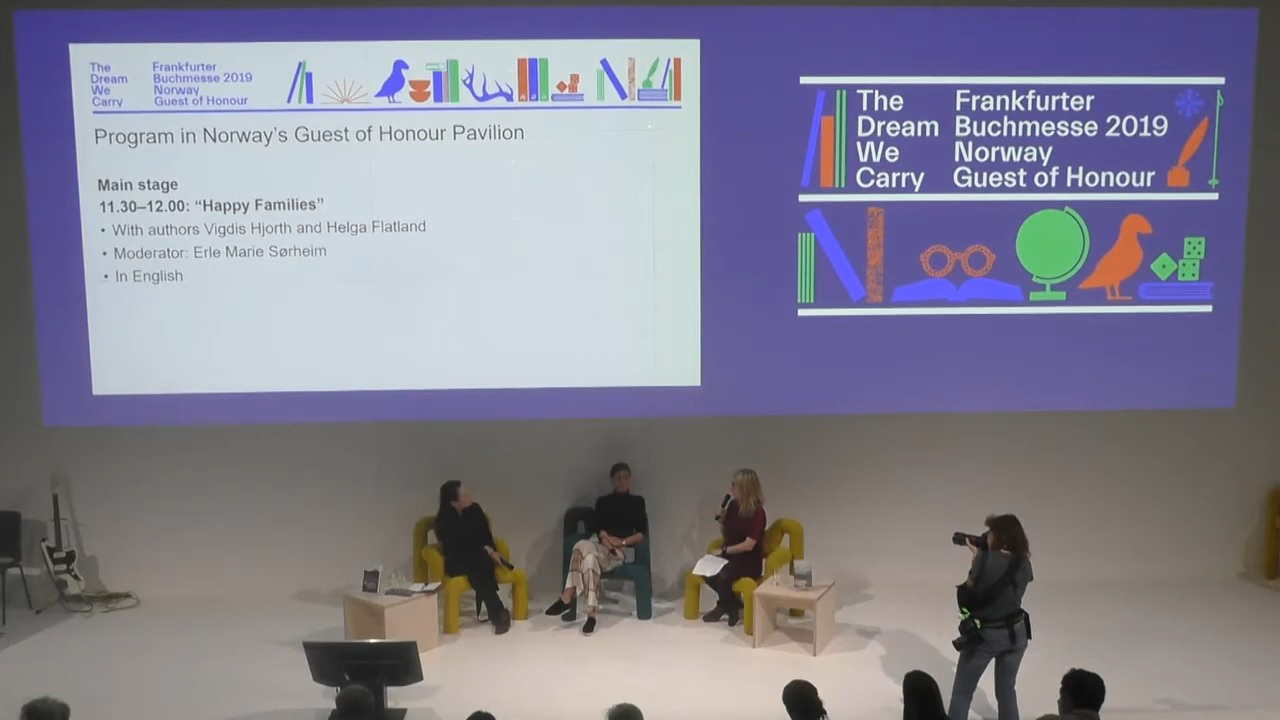 The
Dream
We
Carry
Frankfurter
Buchmesse 2019
Norway
Guest of Honour
Program in Norway's Guest of Honour Pavilion
Main stage
11.30–12.00: “Happy Families”
• With authors Vigdis Hjorth and Helga Flatland
• Moderator: Erle Marie Sørheim
• In English
The
Dream
We
Carry
Frankfurter
Buchmesse 2019
Norway
Guest of Honour